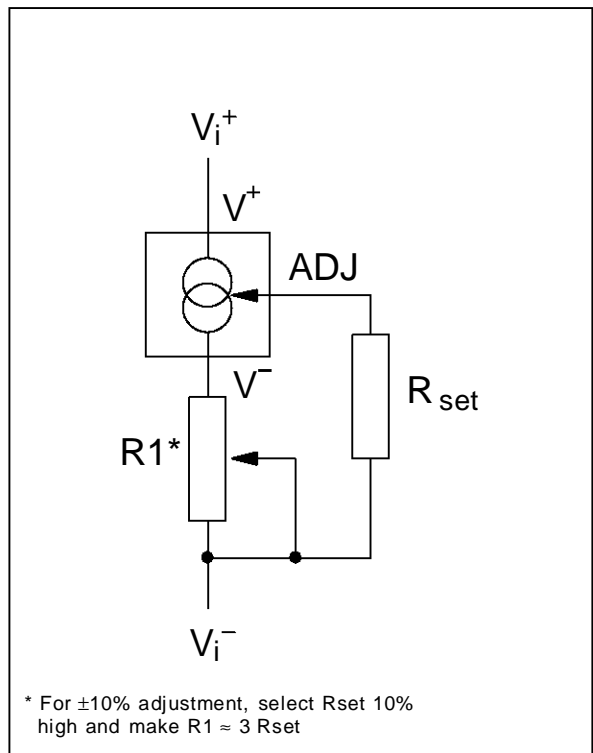 Vi+
V+
ADJ
V−
Rset
R1*
Vi−
* For ±10% adjustment, select Rset 10%
high and make R1 ≈ 3 Rset